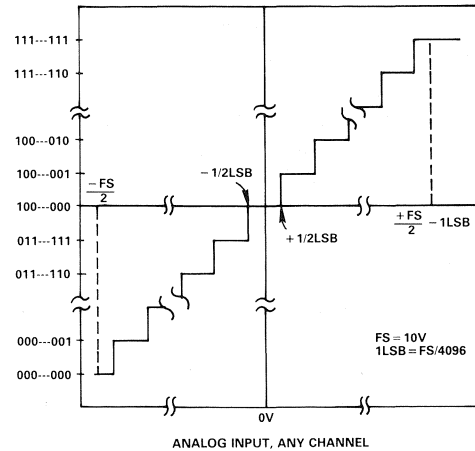 111---111
111---110
100---010
100---001
100---000
011---111
011---110
000---001
000---000
-FS
2
-1/2LSB
+1/2LSB
+FS
2
-1LSB
FS=10V
1LSB=FS/4096
0V
ANALOG INPUT, ANY CHANNEL